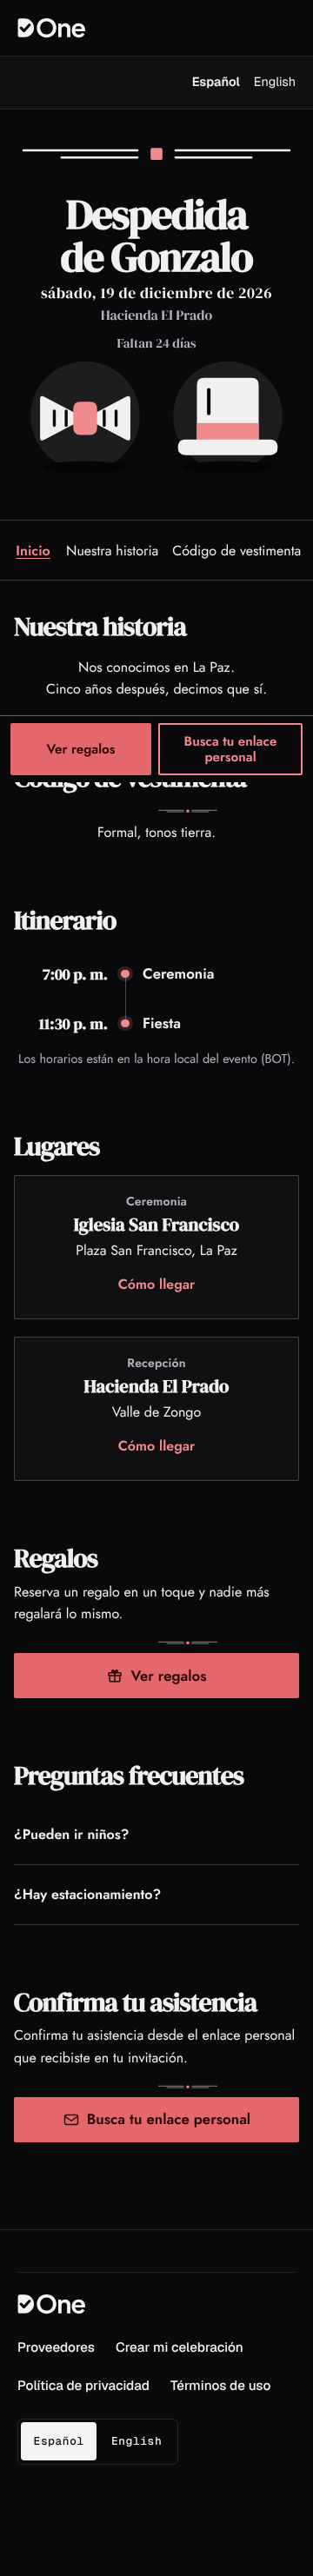 One
Español English
Despedida
de Gonzalo
sábado, 19 de diciembre de 2026
Hacienda El Prado
Faltan 24 días
Inicio Nuestra historia Código de vestimenta
Nuestra historia
Nos conocimos en La Paz.
Cinco años después, decimos que sí.
Ver regalos
Busca tu enlace
personal
Código de vestimenta
Formal, tonos tierra.
Itinerario
7:00 p. m. Ceremonia
11:30 p. m. Fiesta
Los horarios están en la hora local del evento (BOT).
Lugares
Ceremonia
Iglesia San Francisco
Plaza San Francisco, La Paz
Cómo llegar
Recepción
Hacienda El Prado
Valle de Zongo
Cómo llegar
Regalos
Reserva un regalo en un toque y nadie más
regalará lo mismo.
Ver regalos
Preguntas frecuentes
¿Pueden ir niños?
¿Hay estacionamiento?
Confirma tu asistencia
Confirma tu asistencia desde el enlace personal
que recibiste en tu invitación.
Busca tu enlace personal
One
Proveedores Crear mi celebración
Política de privacidad Términos de uso
Español English